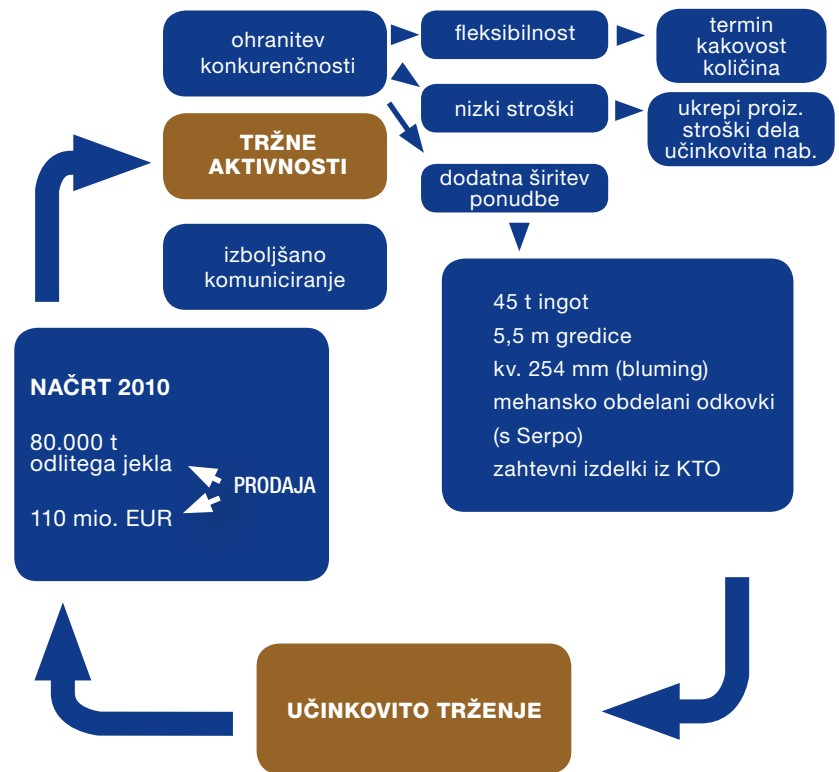 ohranitev
konkurenčnosti
fleksibilnost
termin
kakovost
količina
nizki stroški
ukrepi proiz.
stroški dela
učinkovita nab.
TRŽNE
AKTIVNOSTI
dodatna širitev
ponudbe
izboljšano
komuniciranje
45 t ingot
5,5 m gredice
kv. 254 mm (bluming)
mehansko obdelani odkovki
(s Serpo)
zahtevni izdelki iz KTO
NAČRT 2010
80.000 t
odlitega jekla
PRODAJA
110 mio. EUR
UČINKOVITO TRŽENJE